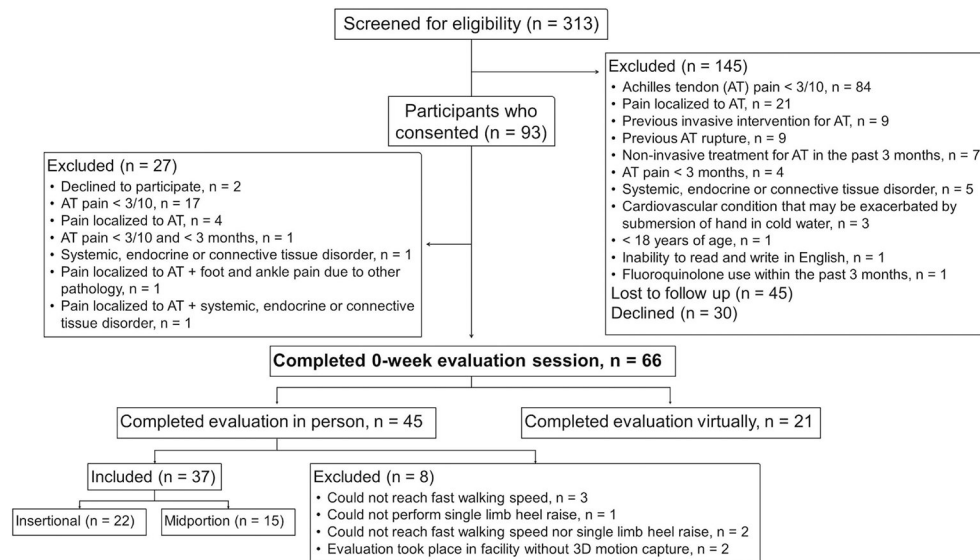 Screened for eligibility (n = 313)
Excluded (n = 145)
• Achilles tendon (AT) pain < 3/10, n = 84
• Pain localized to AT, n = 21
• Previous invasive intervention for AT, n = 9
• Previous AT rupture, n = 9
• Non-invasive treatment for AT in the past 3 months, n = 7
• AT pain < 3 months, n = 4
• Systemic, endocrine or connective tissue disorder, n = 5
• Cardiovascular condition that may be exacerbated by
submersion of hand in cold water, n = 3
• < 18 years of age, n = 1
• Inability to read and write in English, n = 1
• Fluoroquinolone use within the past 3 months, n = 1
Lost to follow up (n = 45)
Declined (n = 30)
Participants who
consented (n = 93)
Excluded (n = 27)
• Declined to participate, n = 2
• AT pain < 3/10, n = 17
• Pain localized to AT, n = 4
• AT pain < 3/10 and < 3 months, n = 1
• Systemic, endocrine or connective tissue disorder, n = 1
• Pain localized to AT + foot and ankle pain due to other
pathology, n = 1
• Pain localized to AT + systemic, endocrine or connective
tissue disorder, n = 1
Completed 0-week evaluation session, n = 66
Completed evaluation in person, n = 45
Completed evaluation virtually, n = 21
Included (n = 37)
Insertional (n = 22)
Midportion (n = 15)
Excluded (n = 8)
• Could not reach fast walking speed, n = 3
• Could not perform single limb heel raise, n = 1
• Could not reach fast walking speed nor single limb heel raise, n = 2
• Evaluation took place in facility without 3D motion capture, n = 2